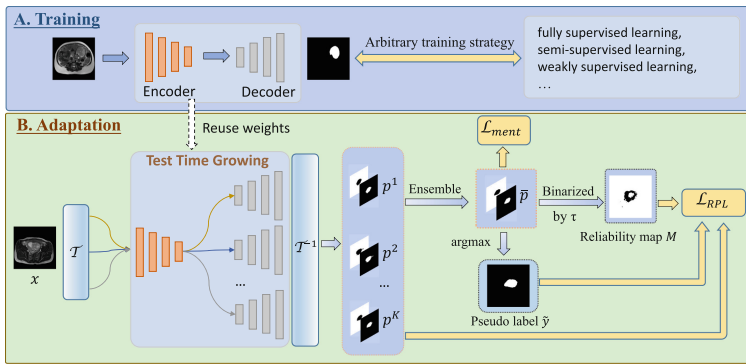 A. Training
Arbitrary training strategy
fully supervised learning,
semi-supervised learning,
weakly supervised learning,
...
Encoder
Decoder
B. Adaptation
Reuse weights
Test Time Growing
𝒯
x
...
𝒯⁻¹
p¹
p²
...
pᴷ
Ensemble
ℒₘₑₙₜ
p̄
argmax
Binarized
by τ
Reliability map M
ℒ_RPL
Pseudo label ỹ